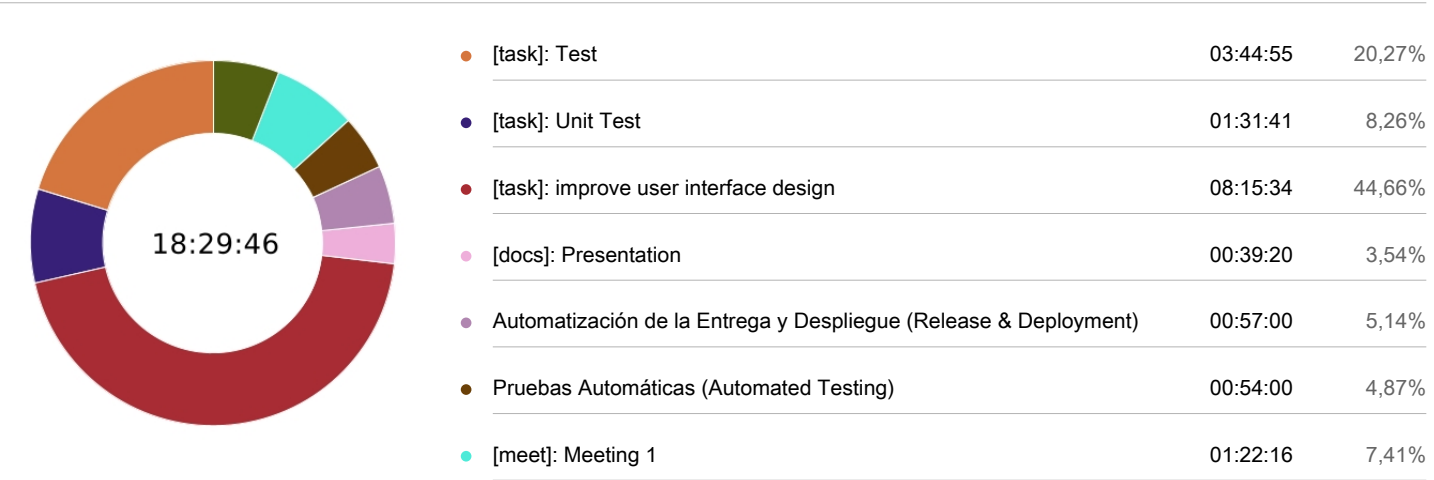 18:29:46
[task]: Test 03:44:55 20,27%
[task]: Unit Test 01:31:41 8,26%
[task]: improve user interface design 08:15:34 44,66%
[docs]: Presentation 00:39:20 3,54%
Automatización de la Entrega y Despliegue (Release & Deployment) 00:57:00 5,14%
Pruebas Automáticas (Automated Testing) 00:54:00 4,87%
[meet]: Meeting 1 01:22:16 7,41%